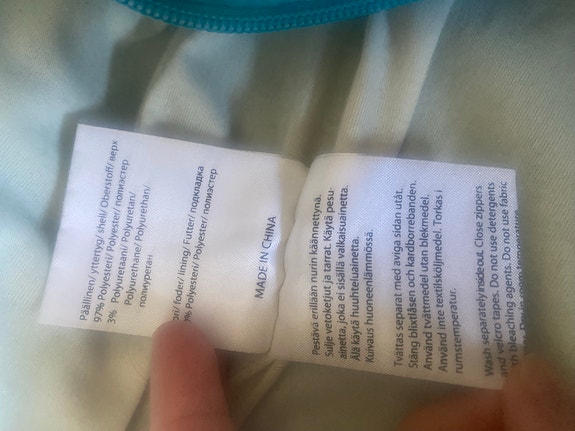 Päällinen/ yttertyg/ shell/ Oberstoff/ верх
97% Polyesteri/ Polyester/ полиэстер
3% Polyuretaani/ Polyuretan/
Polyurethane/ Polyurethan/
полиуретан
foder/ lining/ Futter/ подкладка
Polyesteri/ Polyester/ полиэстер
MADE IN CHINA
Pestävä erillään nurin käännettynä.
Sulje vetoketjut ja tarrat. Käytä pesu-
ainetta, joka ei sisällä valkaisuainetta.
Älä käytä huuhteluainetta.
Kuivaus huoneenlämmössä.
Tvättas separat med aviga sidan utåt.
Stäng blixtlåsen och kardborrebanden.
Använd tvättmedel utan blekmedel.
Använd inte textilsköljmedel. Torkas i
rumstemperatur.
Wash separately inside out. Close zippers
and velcro tapes. Do not use detergents
bleaching agents. Do not use fabric